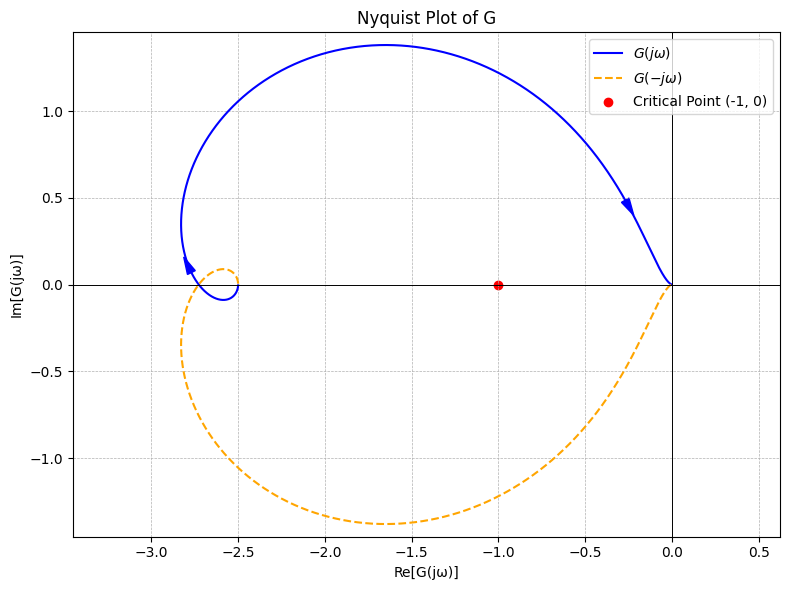 Nyquist Plot of G
G(jω)
G(−jω)
Critical Point (-1, 0)
Im[G(jω)]
1.0
0.5
0.0
−0.5
−1.0
−3.0 −2.5 −2.0 −1.5 −1.0 −0.5 0.0 0.5
Re[G(jω)]